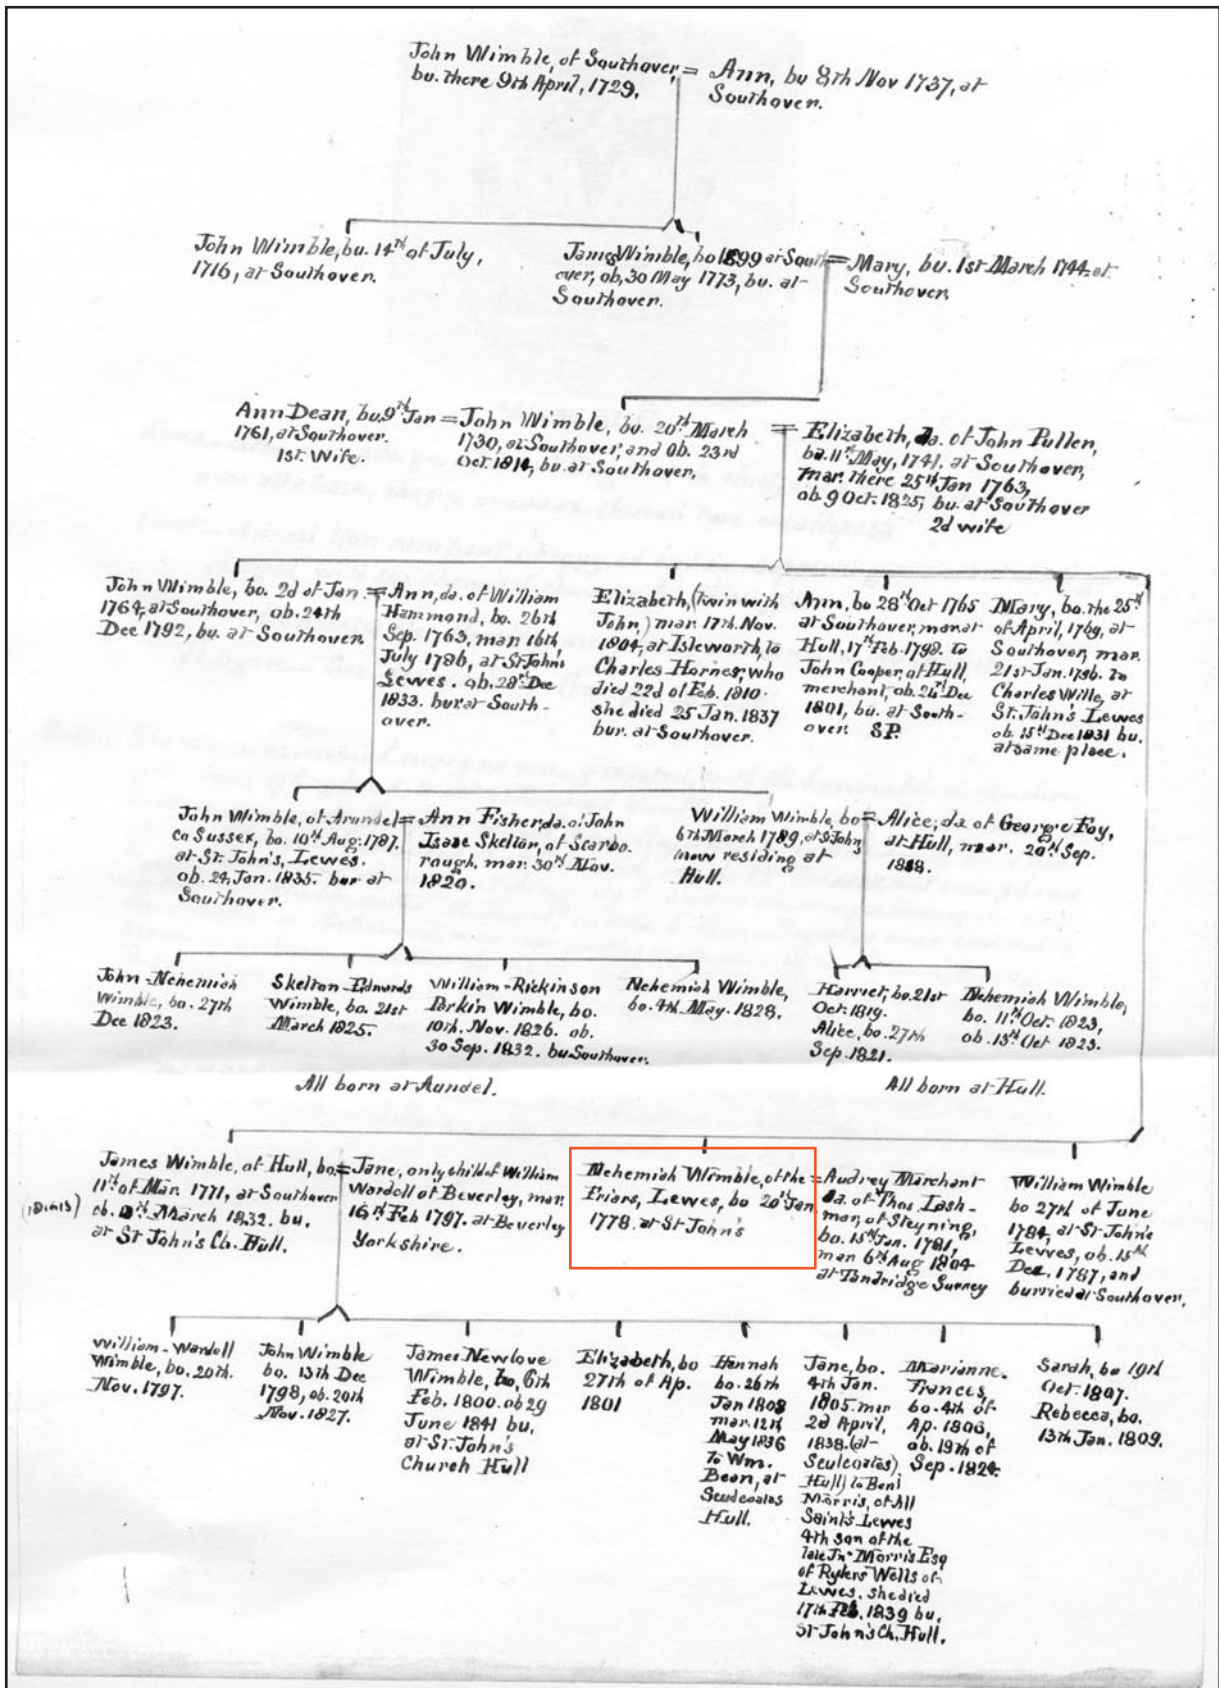 John Wimble, of Southover, =
bu. there 9th April, 1729.
Ann, bu 8th Nov 1737, at
Southover.
John Wimble, bu. 14th of July,
1716, at Southover.
James Wimble, bo 1699 at South
over, ob, 30 May 1773, bu. at
Southover.
= Mary, bu. 1st March 1744 at
Southover.
Ann Dean, bu. 9th Jan =
1761, at Southover.
1st. Wife.
John Wimble, bo. 20th March
1730, at Southover, and Ob. 23rd
Oct. 1814, bu. at Southover.
= Elizabeth, da. of John Pullen,
ba. 11th May, 1741. at Southover,
mar. there 25th Jan 1763,
ob. 9 Oct. 1825, bu. at Southover
2d wife
John Wimble, bo. 2d of Jan. =
1764, at Southover, ob. 24th
Dec 1792, bu. at Southover
Ann, da. of William
Hammond, bo. 26th
Sep. 1763, mar 16th
July 1786, at St John's
Lewes. ob. 28th Dec
1833. bur at South-
over.
Elizabeth, (twin with
John,) mar. 17th. Nov.
1804, at Isleworth, to
Charles Hornes, who
died 22d of Feb. 1810.
she died 25 Jan. 1837
bur. at Southover.
Ann, bo 28th Oct 1765
at Southover, mar at
Hull, 17th Feb. 1798. to
John Cooper, of Hull,
merchant, ob. 24th Dec
1801, bu. at South-
over. SP.
Mary, bo. the 25th
of April, 1769, at
Southover, mar.
21st Jan. 1796. to
Charles Wille, at
St. John's Lewes
ob. 15th Dec 1831 bu.
at same place.
John Wimble, of Arundel =
co Sussex, bo. 10th Aug. 1787.
at St. John's, Lewes.
ob. 24, Jan. 1835. bur at
Southover.
Ann Fisher, da. of John
Isaac Skelton, of Scarbo-
rough, mar. 30th Nov.
1820.
William Wimble, bo =
6th March 1789, at St John's
now residing at
Hull.
Alice, da. of George Foy,
at Hull, mar. 20th Sep.
1818.
John-Nehemiah
Wimble, bo. 27th
Dec 1823.
Skelton-Edmunds
Wimble, bo. 21st
March 1825.
William-Rickinson
Parkin Wimble, bo.
10th. Nov. 1826. ob.
30 Sep. 1832. bu Southover.
Nehemiah Wimble,
bo. 4th. May. 1828.
Harriet, bo. 21st
Oct. 1819.
Alice, bo. 27th
Sep. 1821.
Nehemiah Wimble,
bo. 11th Oct. 1823,
ob. 13th Oct 1823.
All born at Aundel.
All born at Hull.
James Wimble, of Hull, bo. =
11th of Mar. 1771, at Southover
ob. March 1832. bu.
at St John's Ch. Hull.
Jane, only child of William
Wardell of Beverley, mar.
16th Feb 1797. at Beverley
Yorkshire.
Nehemiah Wimble, of the =
Friars, Lewes, bo 20th Jan
1778. at St John's
Audrey Marchant
da. of Thos Lash-
mar, of Steyning,
bo. 15th Jan. 1781,
mar 6th Aug 1804
at Tandridge Surrey
William Wimble
bo 27th of June
1784, at St John's
Lewes, ob. 15th
Dec. 1787, and
burried at Southover.
William-Wardell
Wimble, bo. 20th.
Nov. 1797.
John Wimble
bo. 13th Dec
1798, ob. 20th
Nov. 1827.
James Newlove
Wimble, bo, 6th
Feb. 1800. ob 29
June 1841 bu,
at St. John's
Church Hull
Elizabeth, bo
27th of Ap.
1801
Hannah
bo. 26th
Jan 1803
mar. 12th
May 1836
to Wm.
Bean, at
Sculcoates
Hull.
Jane, bo.
4th Jan.
1805. mar
2d April,
1838. (at
Sculcoates,
Hull) to Benj
Morris, of All
Saint's Lewes
4th son of the
late Jn. Morris Esq
of Rykers Wells of
Lewes. she died
17th Feb. 1839 bu,
St John's Ch. Hull.
Marianne.
Frances,
bo. 4th of
Ap. 1806,
ob. 19th of
Sep. 1824.
Sarah, bo 19th
Oct. 1807.
Rebecca, bo.
13th Jan. 1809.